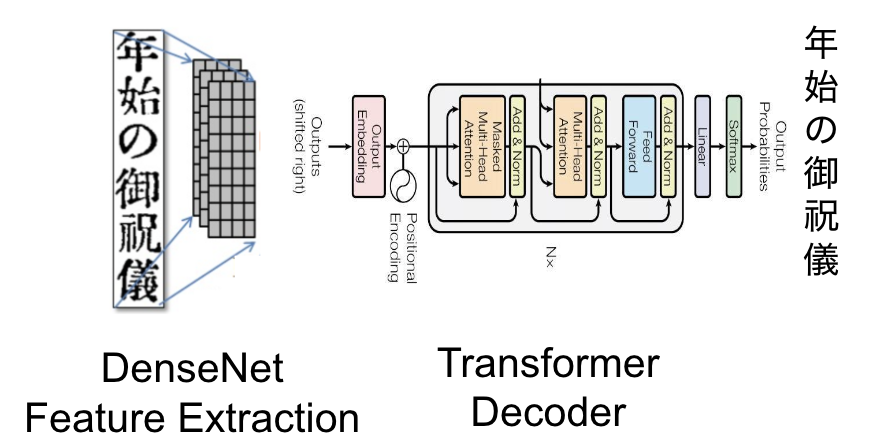 年始の御祝儀
Outputs
(shifted right)
Output
Embedding
Positional
Encoding
Masked
Multi-Head
Attention
Add & Norm
Multi-Head
Attention
Add & Norm
Feed
Forward
Add & Norm
N×
Linear
Softmax
Output
Probabilities
年始の御祝儀
DenseNet
Feature Extraction
Transformer
Decoder